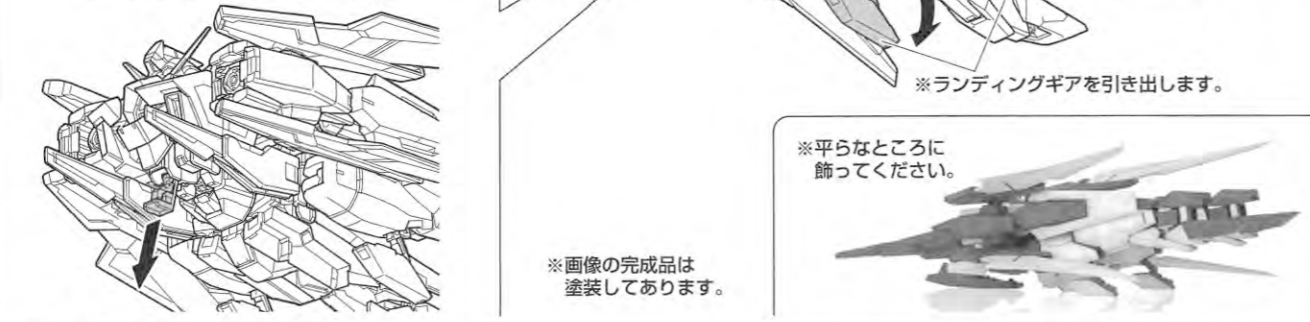 ※ランディングギアを引き出します。
※平らなところに
飾ってください。
※画像の完成品は
塗装してあります。